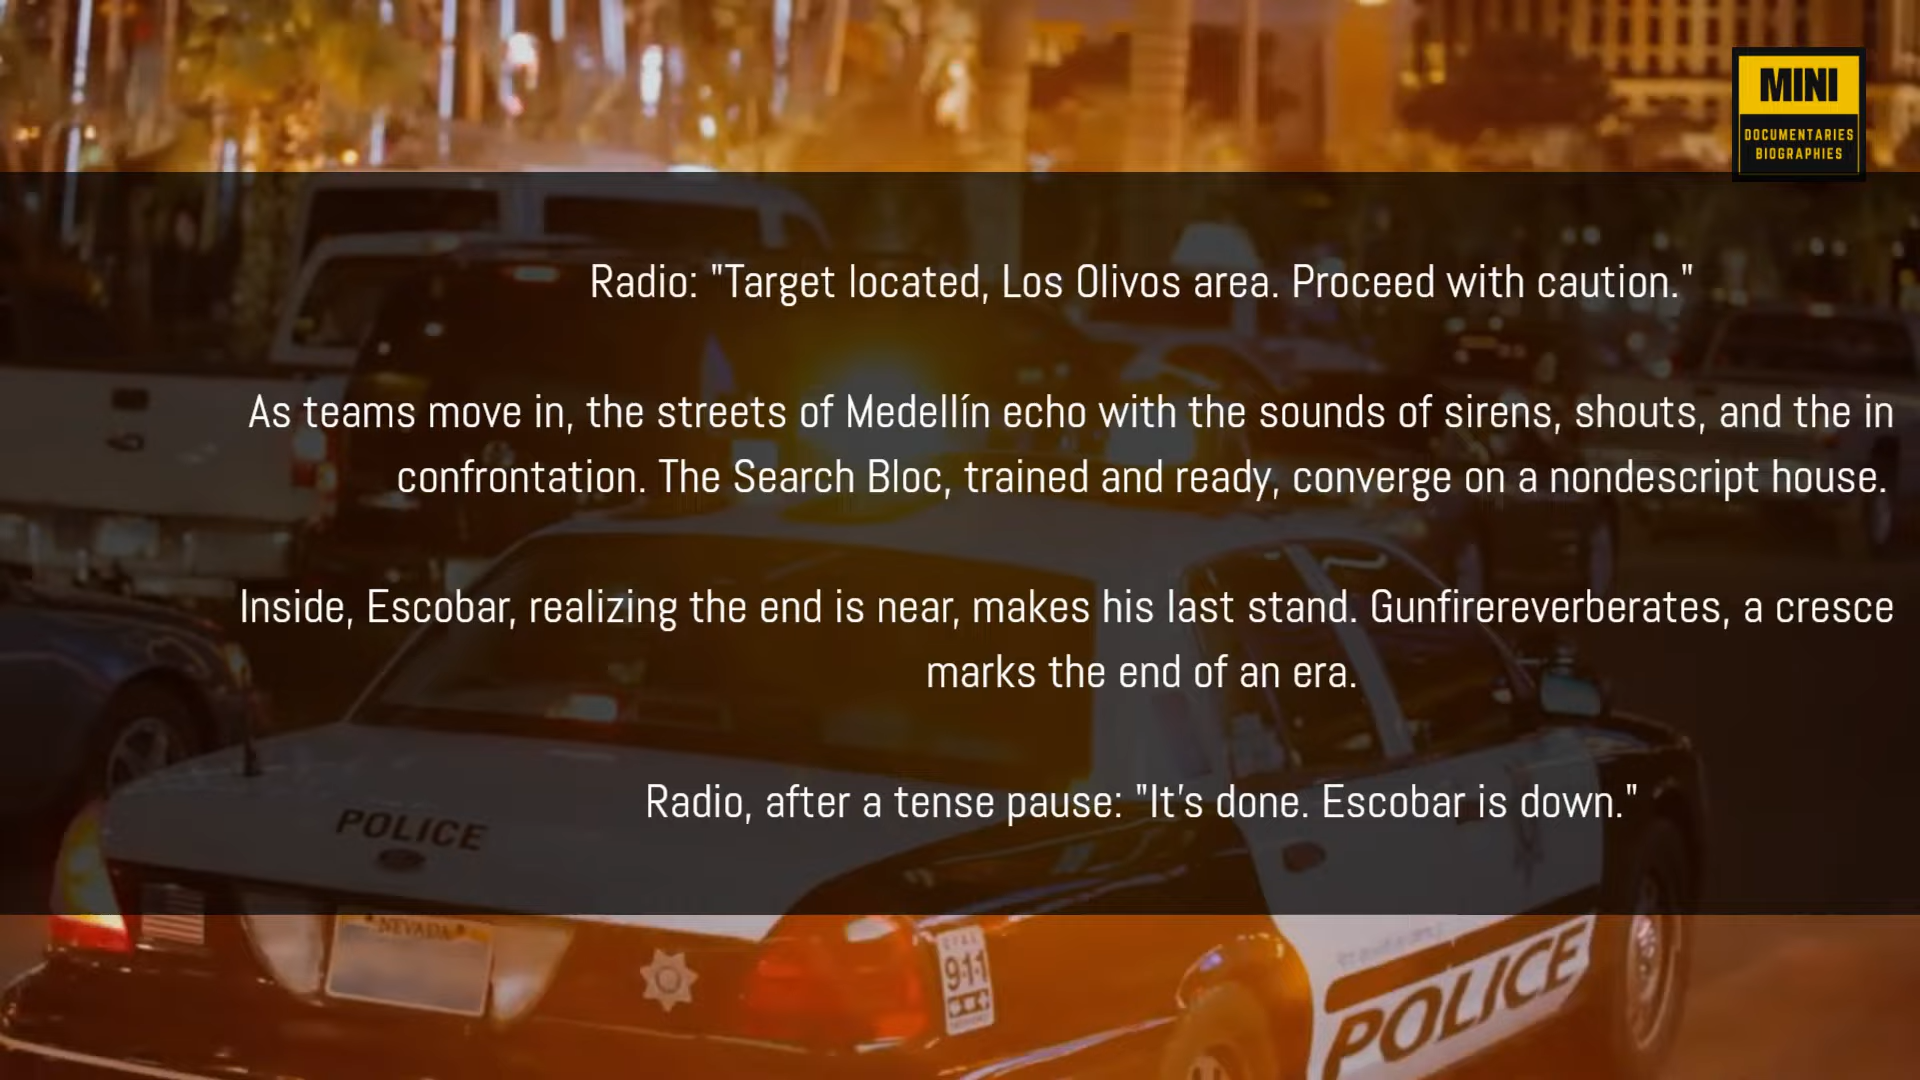 MINI
DOCUMENTARIES
BIOGRAPHIES
Radio: "Target located, Los Olivos area. Proceed with caution."
As teams move in, the streets of Medellín echo with the sounds of sirens, shouts, and the in
confrontation. The Search Bloc, trained and ready, converge on a nondescript house.
Inside, Escobar, realizing the end is near, makes his last stand. Gunfirereverberates, a cresce
marks the end of an era.
Radio, after a tense pause: "It's done. Escobar is down."
POLICE
NEVADA
911
POLICE